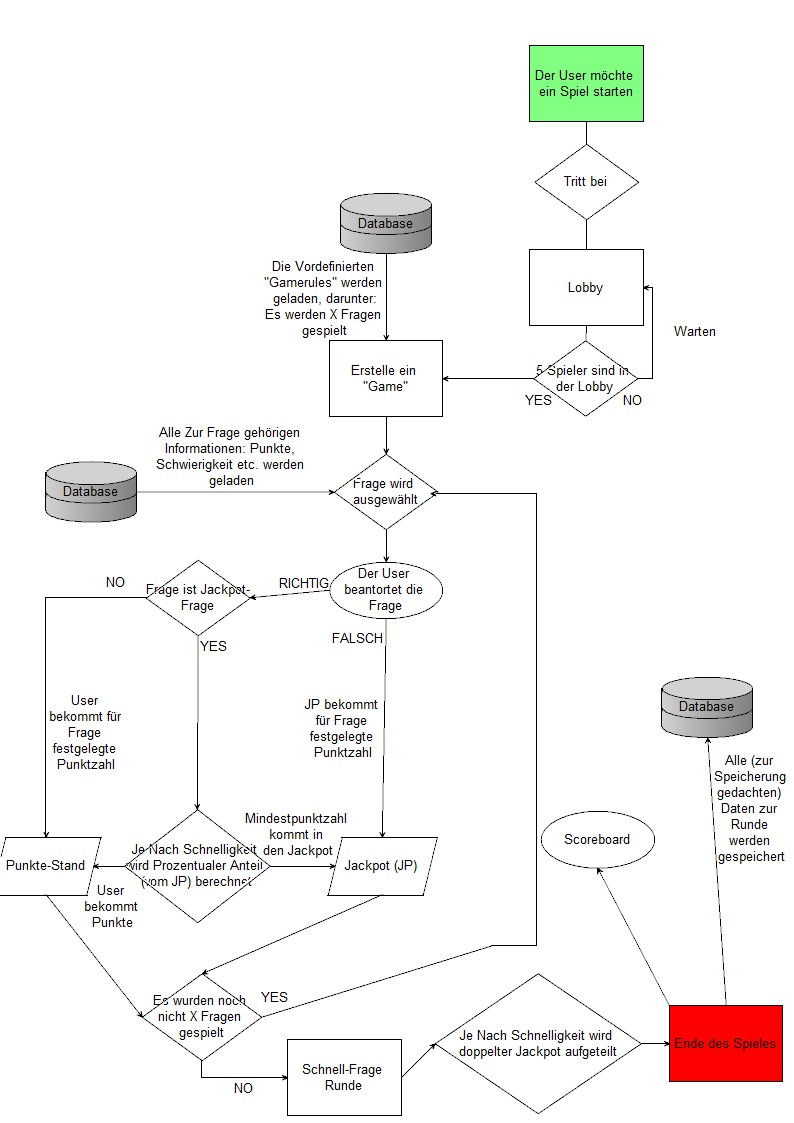 Der User möchte
ein Spiel starten
Tritt bei
Database
Die Vordefinierten
"Gamerules" werden
geladen, darunter:
Es werden X Fragen
gespielt
Lobby
Warten
Erstelle ein
"Game"
5 Spieler sind in
der Lobby
YES
NO
Alle Zur Frage gehörigen
Informationen: Punkte,
Schwierigkeit etc. werden
geladen
Database
Frage wird
ausgewählt
NO
Frage ist Jackpot-
Frage
RICHTIG
Der User
beantortet die
Frage
YES
FALSCH
User
bekommt für
Frage
festgelegte
Punktzahl
JP bekommt
für Frage
festgelegte
Punktzahl
Database
Alle (zur
Speicherung
gedachten)
Daten zur
Runde
werden
gespeichert
Mindestpunktzahl
kommt in
den Jackpot
Scoreboard
Punkte-Stand
Je Nach Schnelligkeit
wird Prozentualer Anteil
(vom JP) berechnet
Jackpot (JP)
User
bekommt
Punkte
Es wurden noch
nicht X Fragen
gespielt
YES
NO
Schnell-Frage
Runde
Je Nach Schnelligkeit wird
doppelter Jackpot aufgeteilt
Ende des Spieles